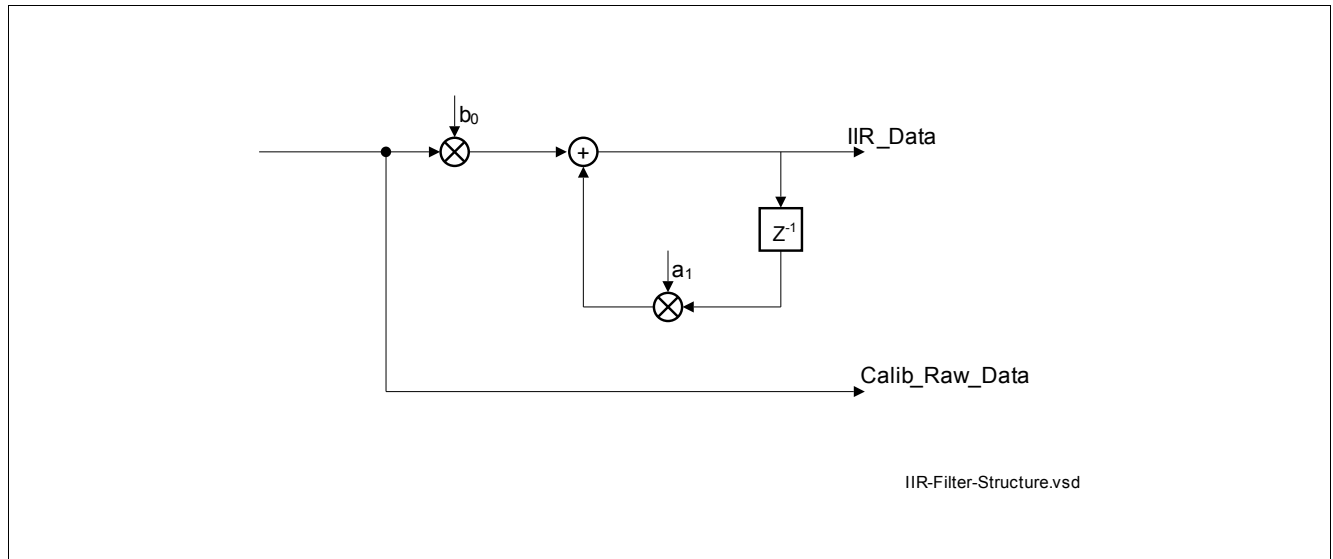 b₀
IIR_Data
+
Z⁻¹
a₁
Calib_Raw_Data
IIR-Filter-Structure.vsd